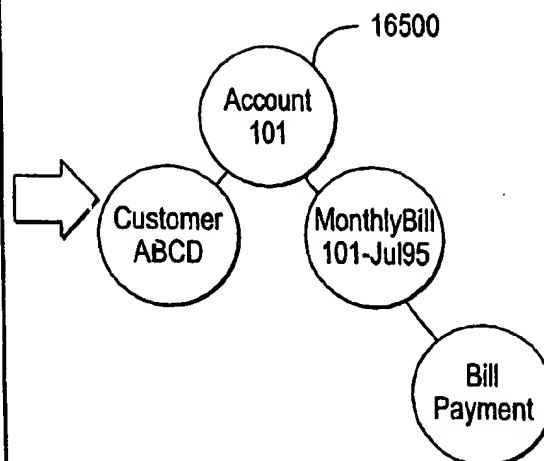 16500
Account
101
Customer
ABCD
MonthlyBill
101-Jul95
Bill
Payment